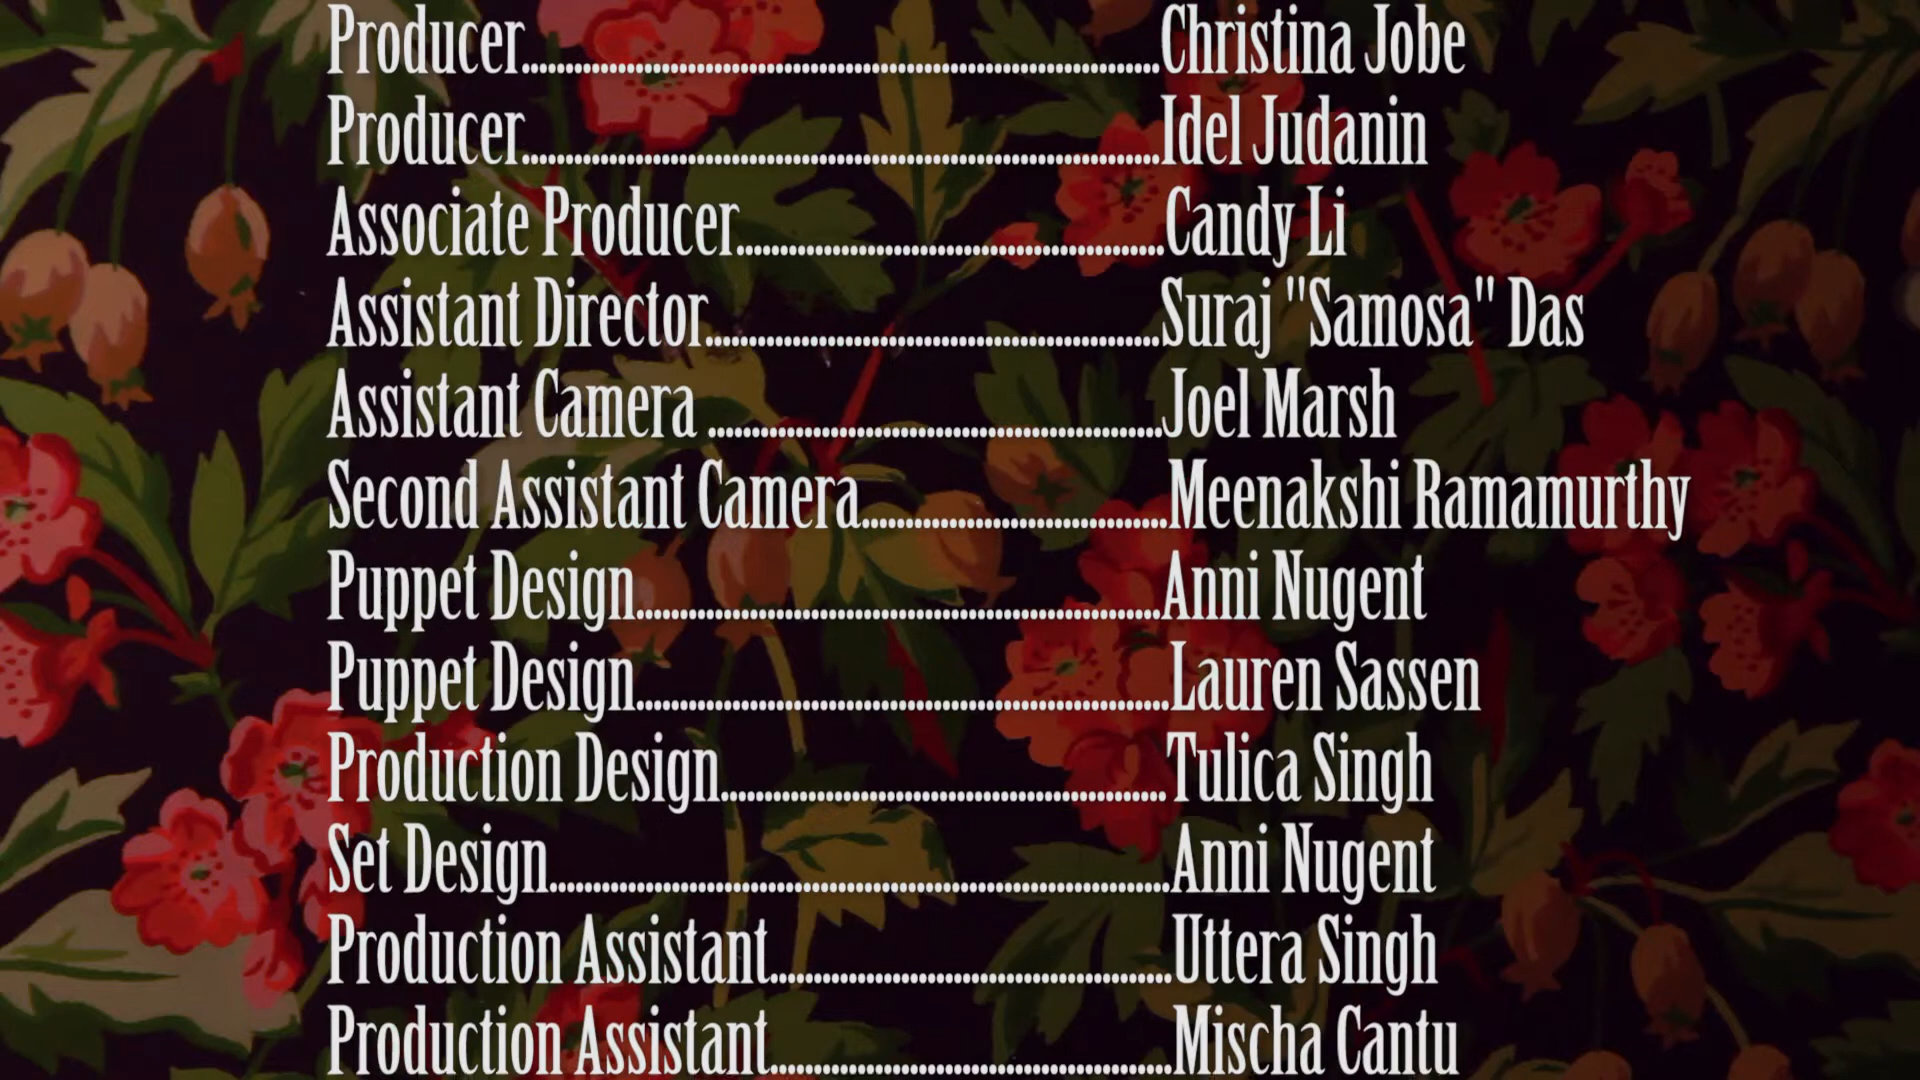 Producer..........................................................................Christina Jobe
Producer..........................................................................Idel Judanin
Associate Producer.................................................Candy Li
Assistant Director....................................................Suraj "Samosa" Das
Assistant Camera ....................................................Joel Marsh
Second Assistant Camera...................................Meenakshi Ramamurthy
Puppet Design............................................................Anni Nugent
Puppet Design.............................................................Lauren Sassen
Production Design...................................................Tulica Singh
Set Design.......................................................................Anni Nugent
Production Assistant..............................................Uttera Singh
Production Assistant..............................................Mischa Cantu